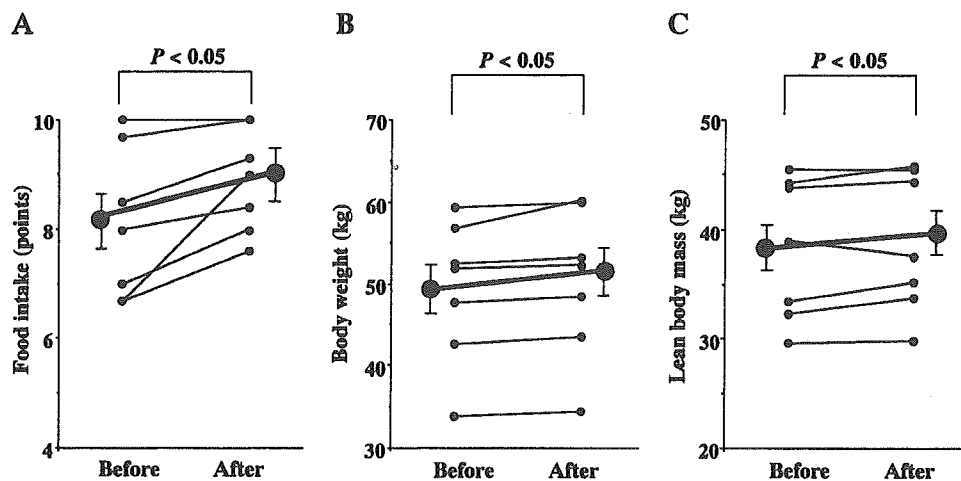 A
B
C
P < 0.05
P < 0.05
P < 0.05
10
8
6
4
Food intake (points)
Before
After
70
60
50
40
30
Body weight (kg)
Before
After
50
40
30
20
Lean body mass (kg)
Before
After